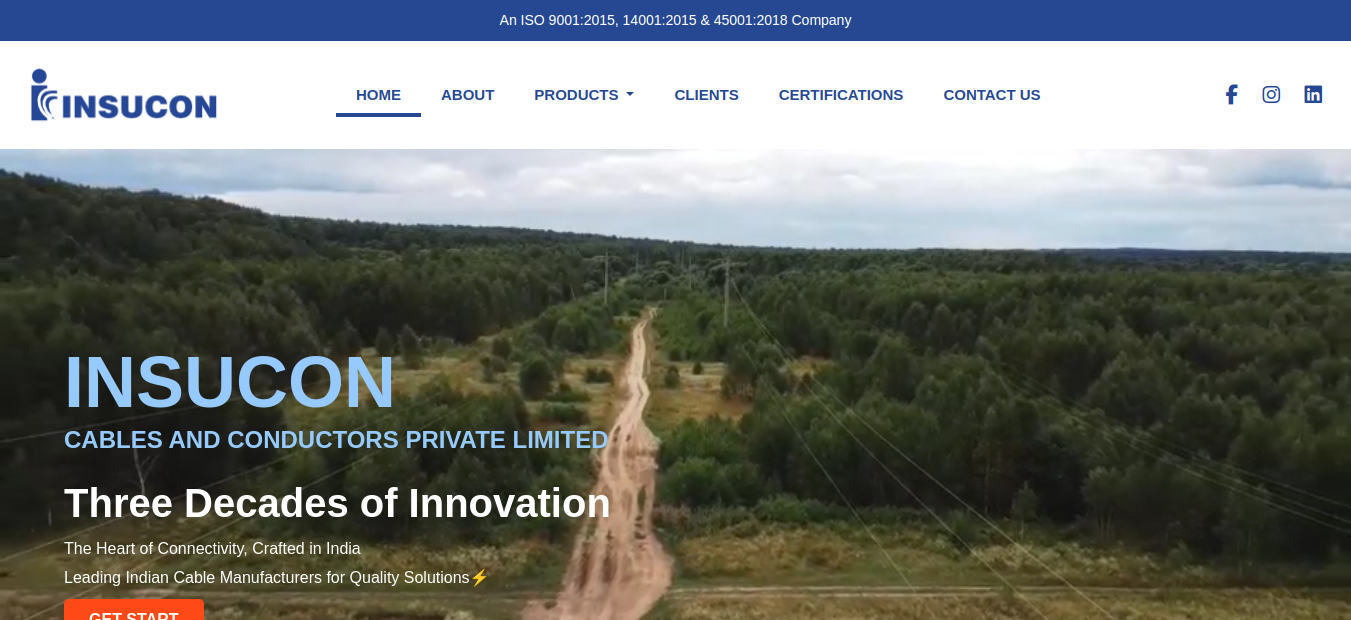 An ISO 9001:2015, 14001:2015 & 45001:2018 Company
INSUCON
HOME
ABOUT
PRODUCTS
CLIENTS
CERTIFICATIONS
CONTACT US
INSUCON
CABLES AND CONDUCTORS PRIVATE LIMITED
Three Decades of Innovation
The Heart of Connectivity, Crafted in India
Leading Indian Cable Manufacturers for Quality Solutions⚡
GET START